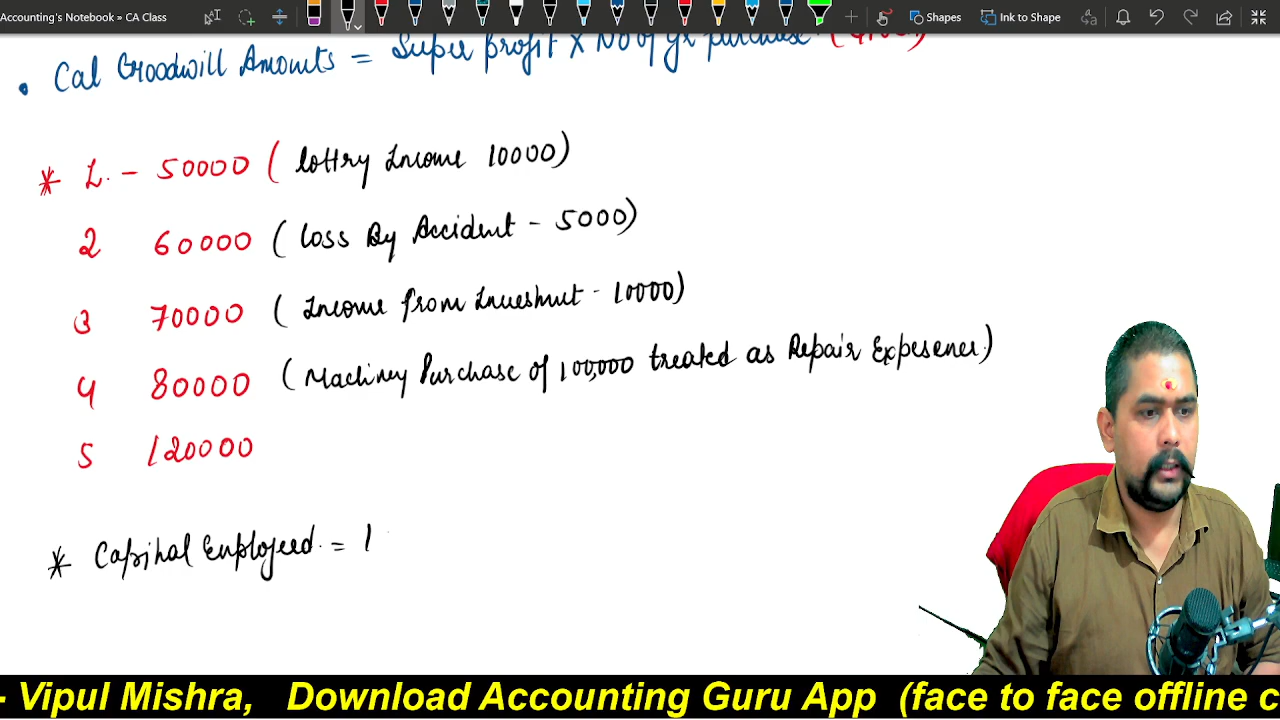 Accounting's Notebook » CA Class
Shapes
Ink to Shape
• Cal Goodwill Amounts = Super profit X No of yr purchase
* 1. - 50000 ( lottry Income 10000)
2 60000 ( Loss By Accident - 5000)
3 70000 ( Income from Investmnt - 10000)
4 80000 ( Machinery Purchase of 100,000 treated as Repair Expesener.)
5 120000
* Capital Employeed. = 1
- Vipul Mishra, Download Accounting Guru App (face to face offline c